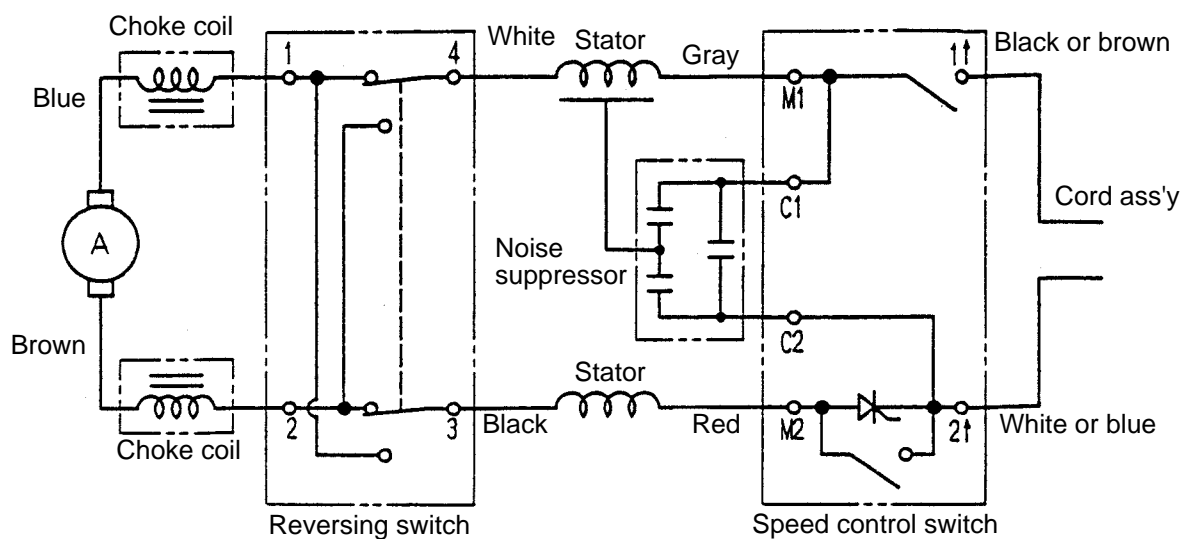 Choke coil
1
4
White
Stator
Gray
1↑
Black or brown
Blue
M1
C1
Cord ass'y
A
Noise
suppressor
C2
Brown
Stator
2
3
Black
Red
M2
2↑
White or blue
Choke coil
Reversing switch
Speed control switch